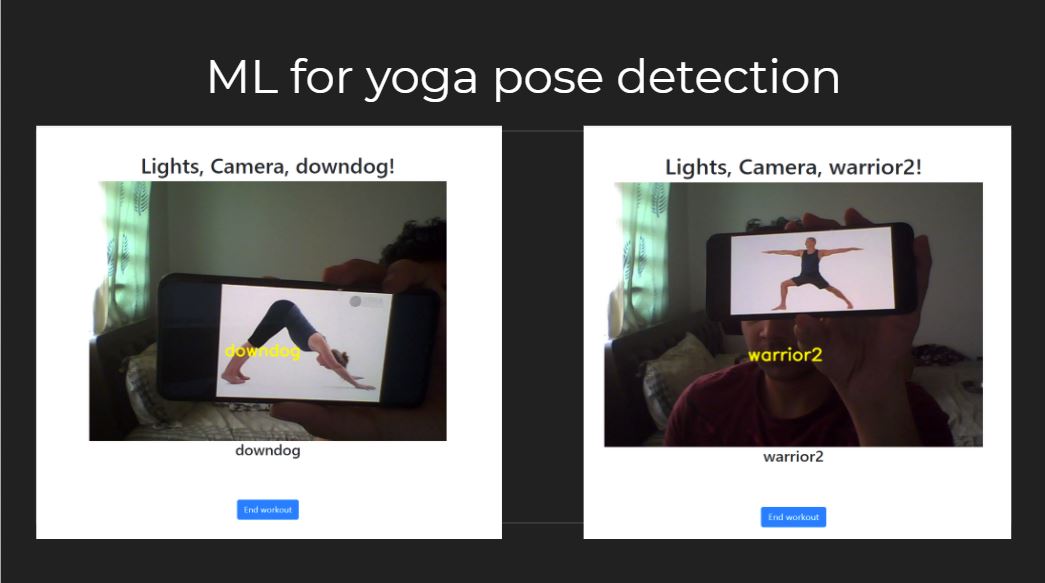 ML for yoga pose detection
Lights, Camera, downdog!
downdog
downdog
End workout
Lights, Camera, warrior2!
warrior2
warrior2
End workout